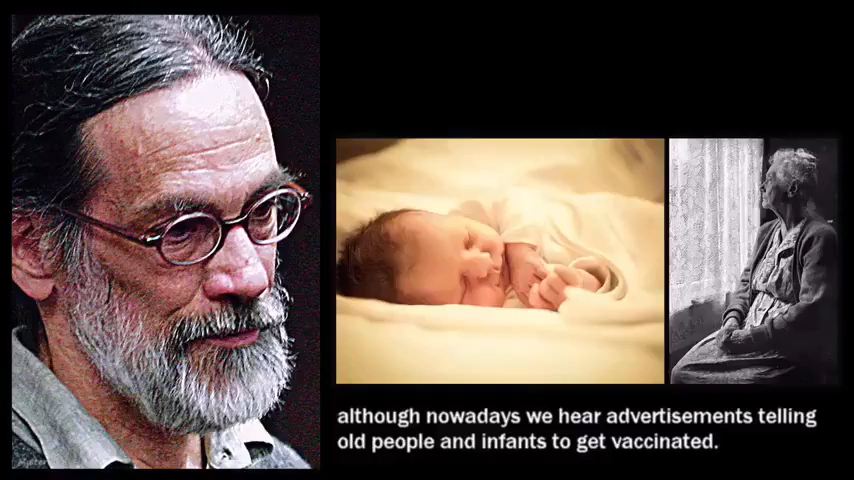 although nowadays we hear advertisements telling
old people and infants to get vaccinated.